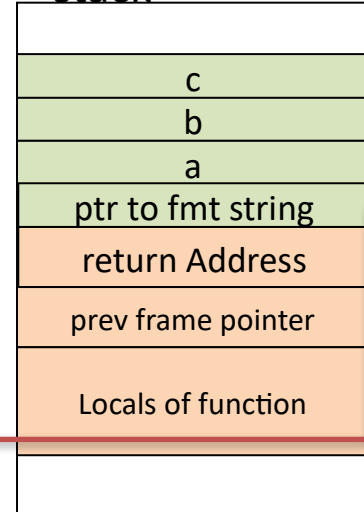 c
b
a
ptr to fmt string
return Address
prev frame pointer
Locals of function